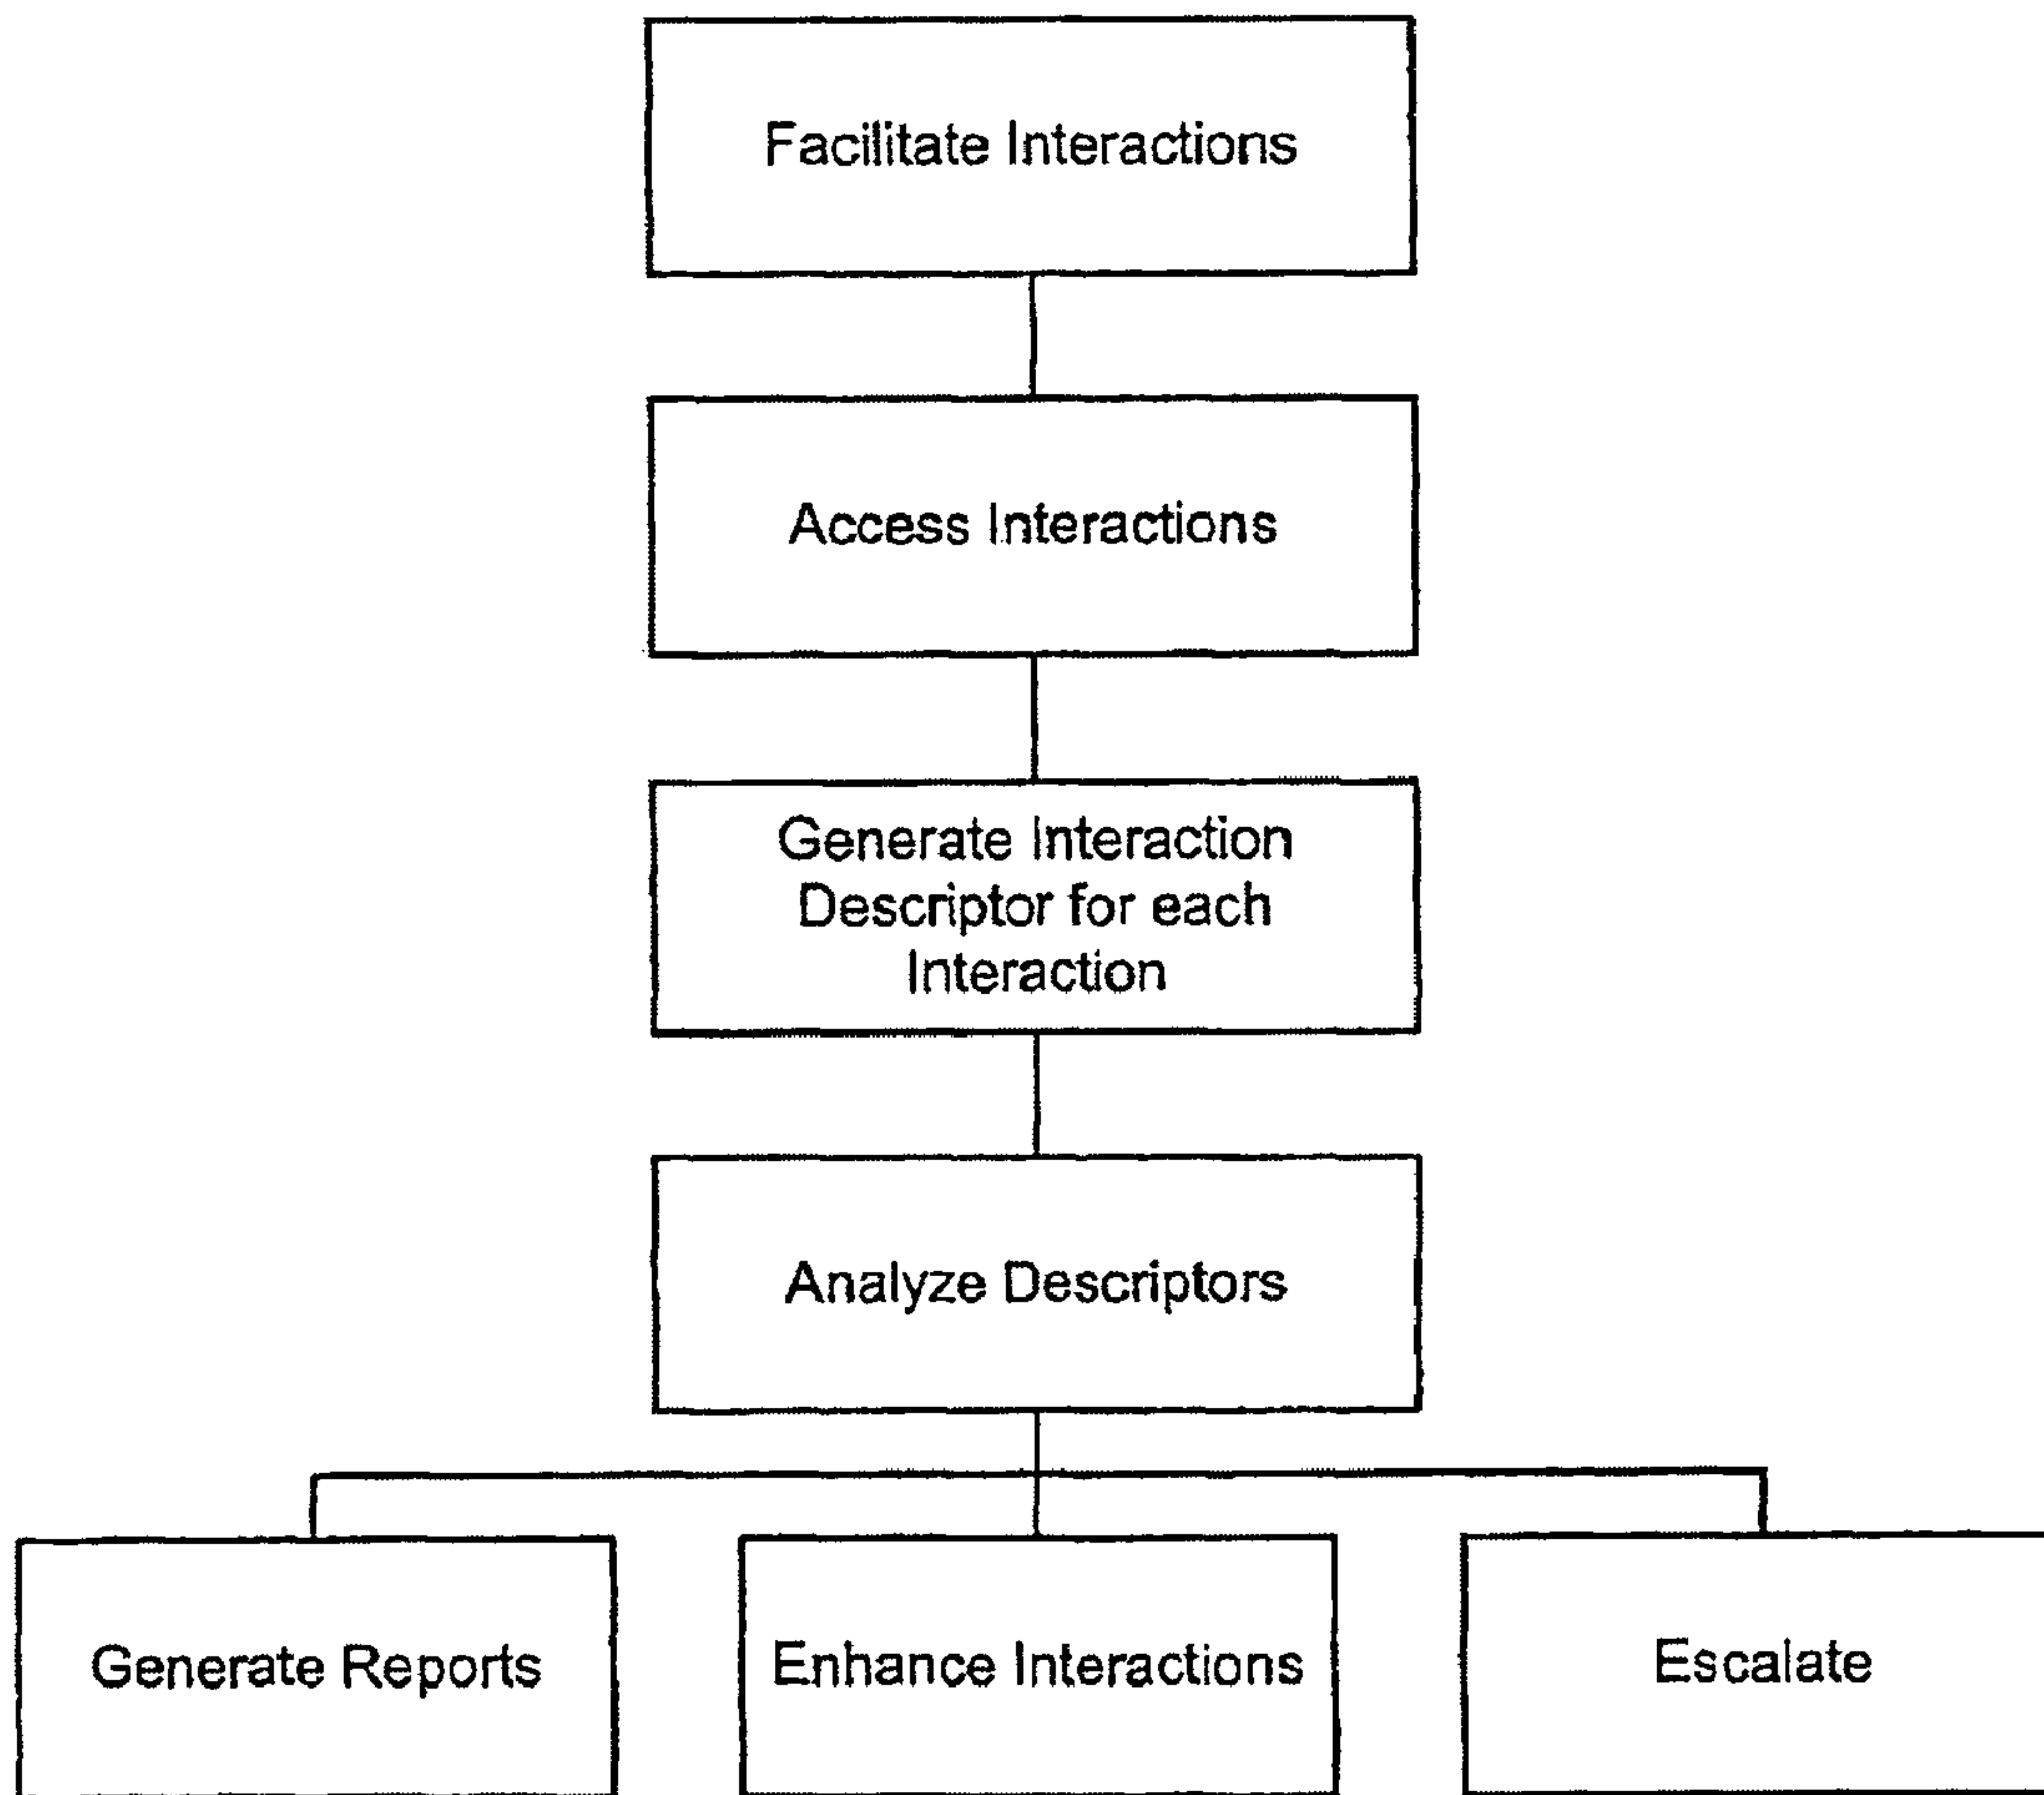 Facilitate Interactions
Access Interactions
Generate Interaction
Descriptor for each
Interaction
Analyze Descriptors
Generate Reports
Enhance Interactions
Escalate